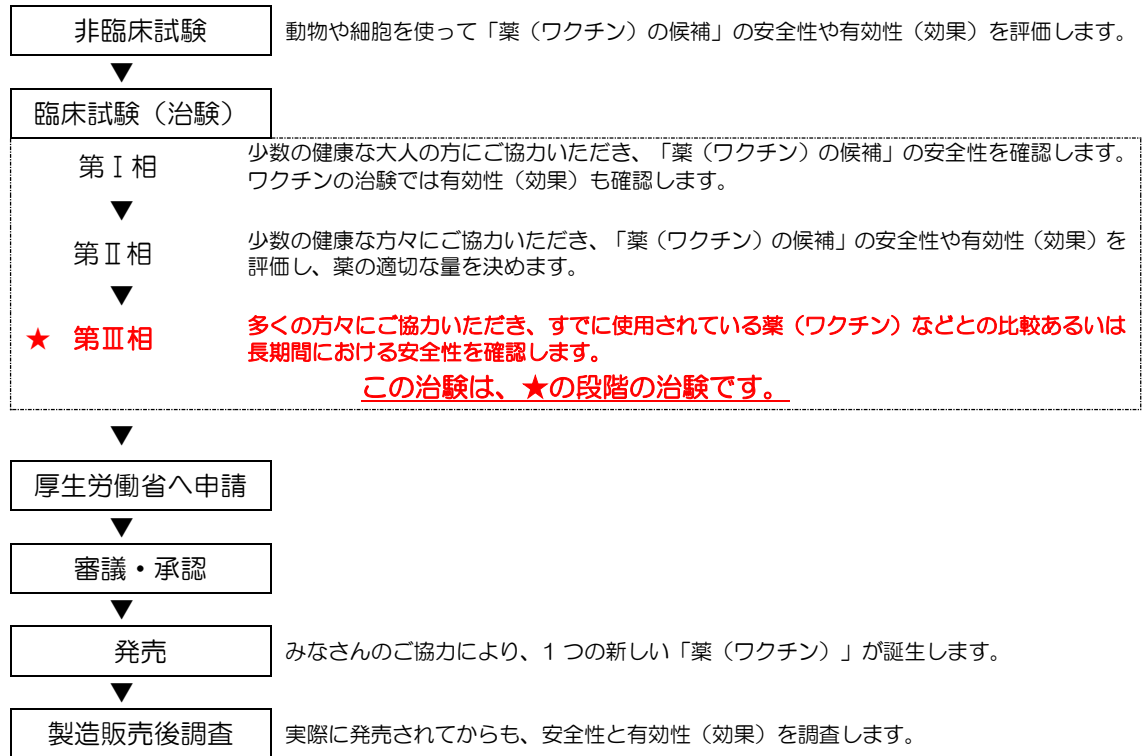 非臨床試験
動物や細胞を使って「薬(ワクチン)の候補」の安全性や有効性(効果)を評価します。
▼
臨床試験(治験)
第Ⅰ相
少数の健康な大人の方にご協力いただき、「薬(ワクチン)の候補」の安全性を確認します。
ワクチンの治験では有効性(効果)も確認します。
▼
第Ⅱ相
少数の健康な方々にご協力いただき、「薬(ワクチン)の候補」の安全性や有効性(効果)を
評価し、薬の適切な量を決めます。
▼
★ 第Ⅲ相
多くの方々にご協力いただき、すでに使用されている薬(ワクチン)などとの比較あるいは
長期間における安全性を確認します。
この治験は、★の段階の治験です。
▼
厚生労働省へ申請
▼
審議・承認
▼
発売
みなさんのご協力により、1つの新しい「薬(ワクチン)」が誕生します。
▼
製造販売後調査
実際に発売されてからも、安全性と有効性(効果)を調査します。